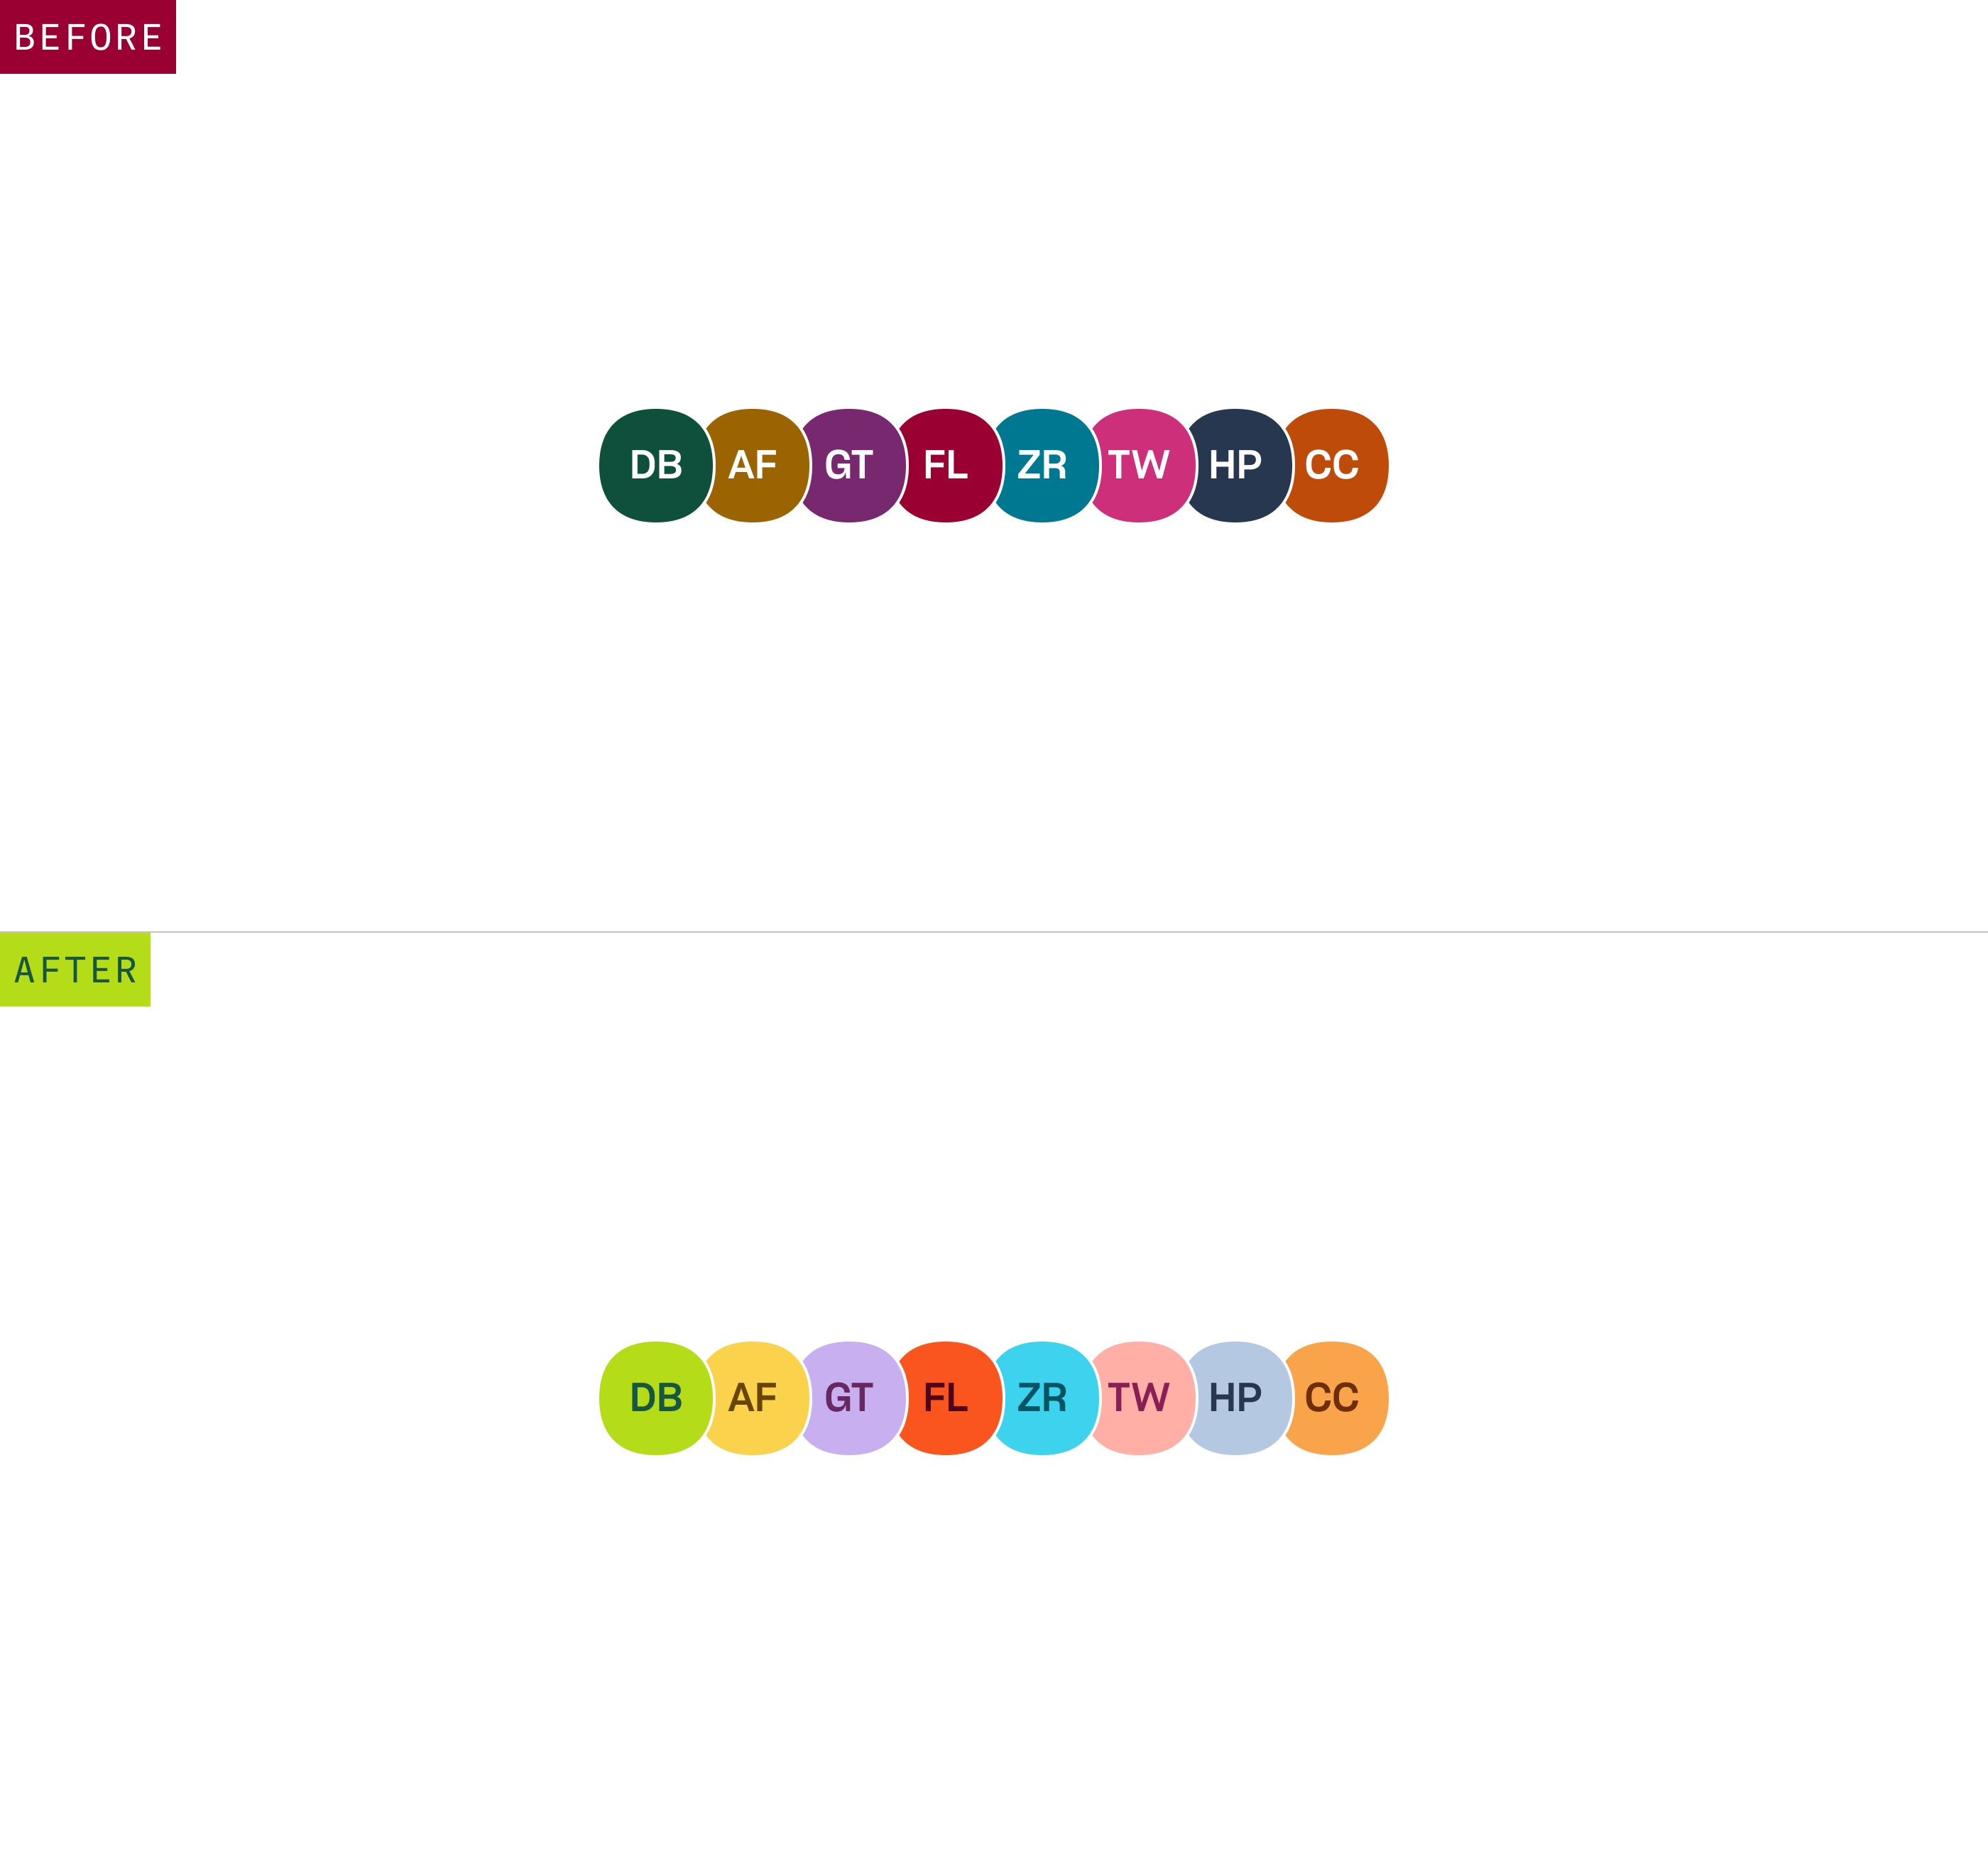 BEFORE
DB AF GT FL ZR TW HP CC
AFTER
DB AF GT FL ZR TW HP CC